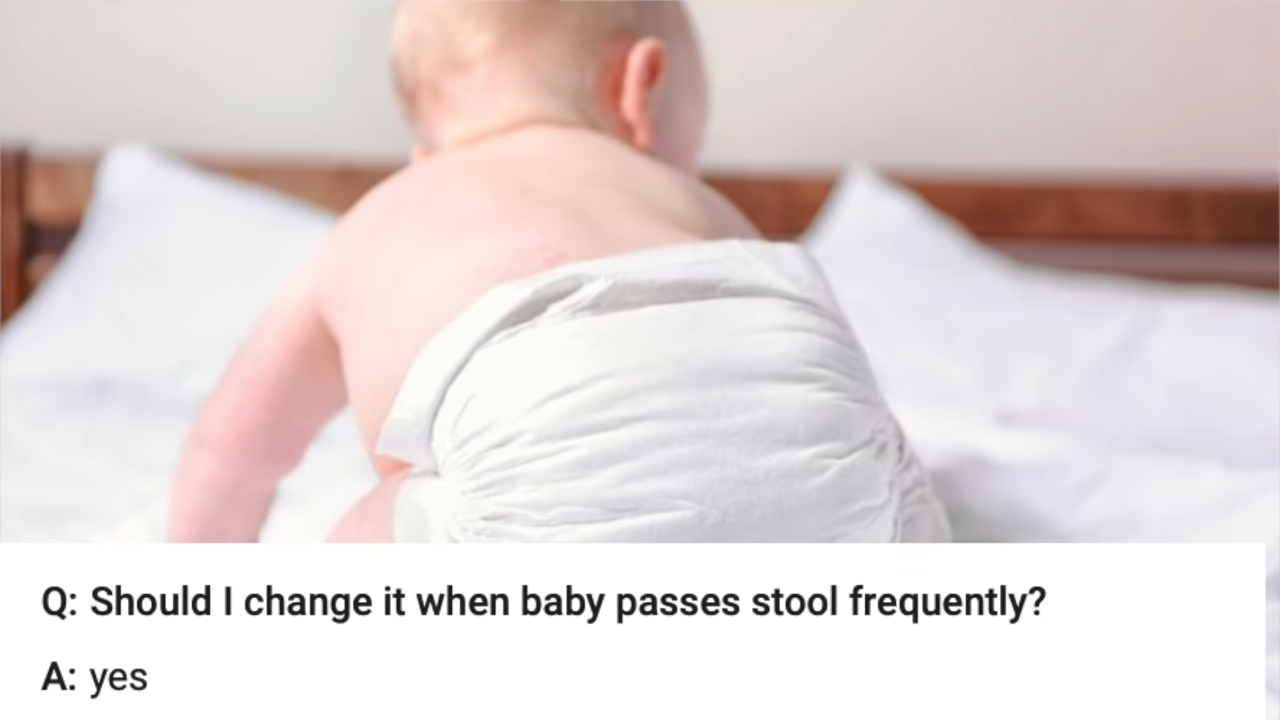 Q: Should I change it when baby passes stool frequently?
A: yes